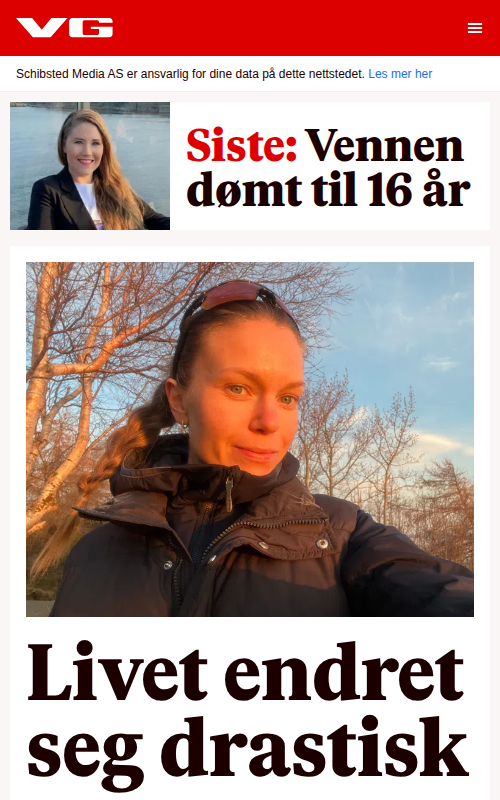 VG
Schibsted Media AS er ansvarlig for dine data på dette nettstedet. Les mer her
Siste: Vennen
dømt til 16 år
Livet endret
seg drastisk